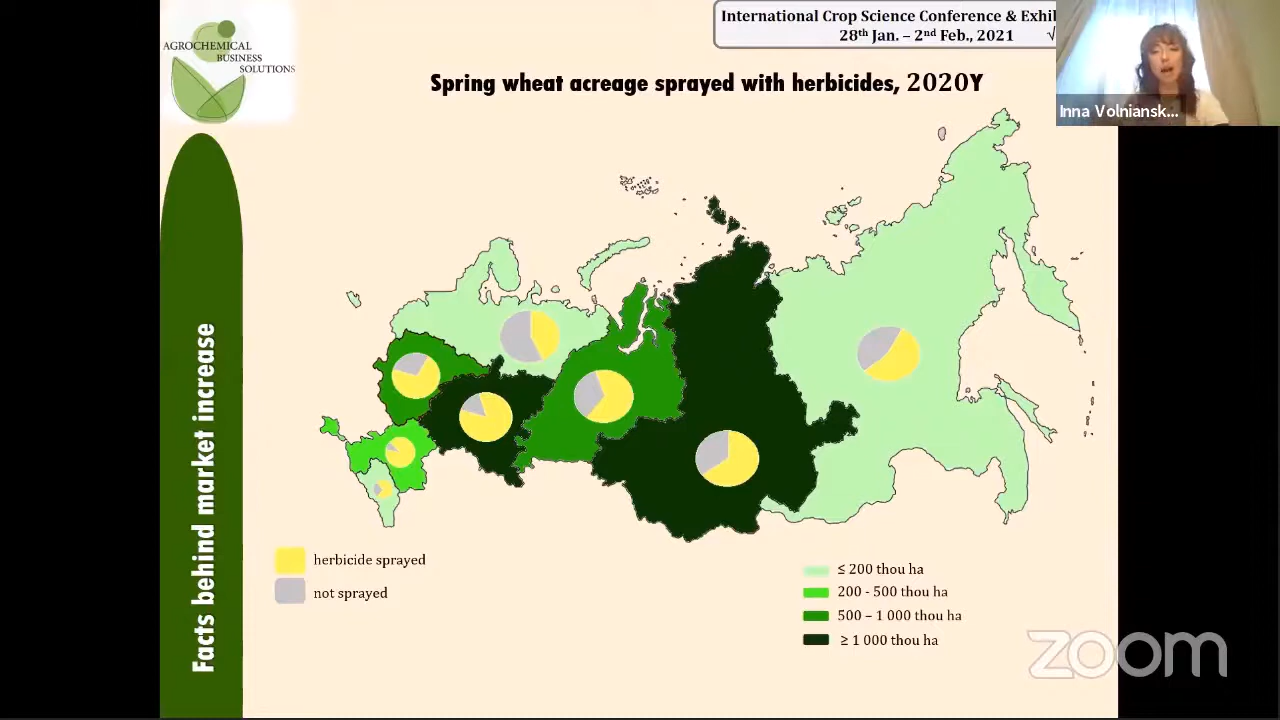 AGROCHEMICAL
BUSINESS
SOLUTIONS
International Crop Science Conference & Exhi
28th Jan. – 2nd Feb., 2021 √
Inna Volniansk...
Spring wheat acreage sprayed with herbicides, 2020Y
Facts behind market increase
herbicide sprayed
not sprayed
≤ 200 thou ha
200 - 500 thou ha
500 – 1 000 thou ha
≥ 1 000 thou ha
zoom